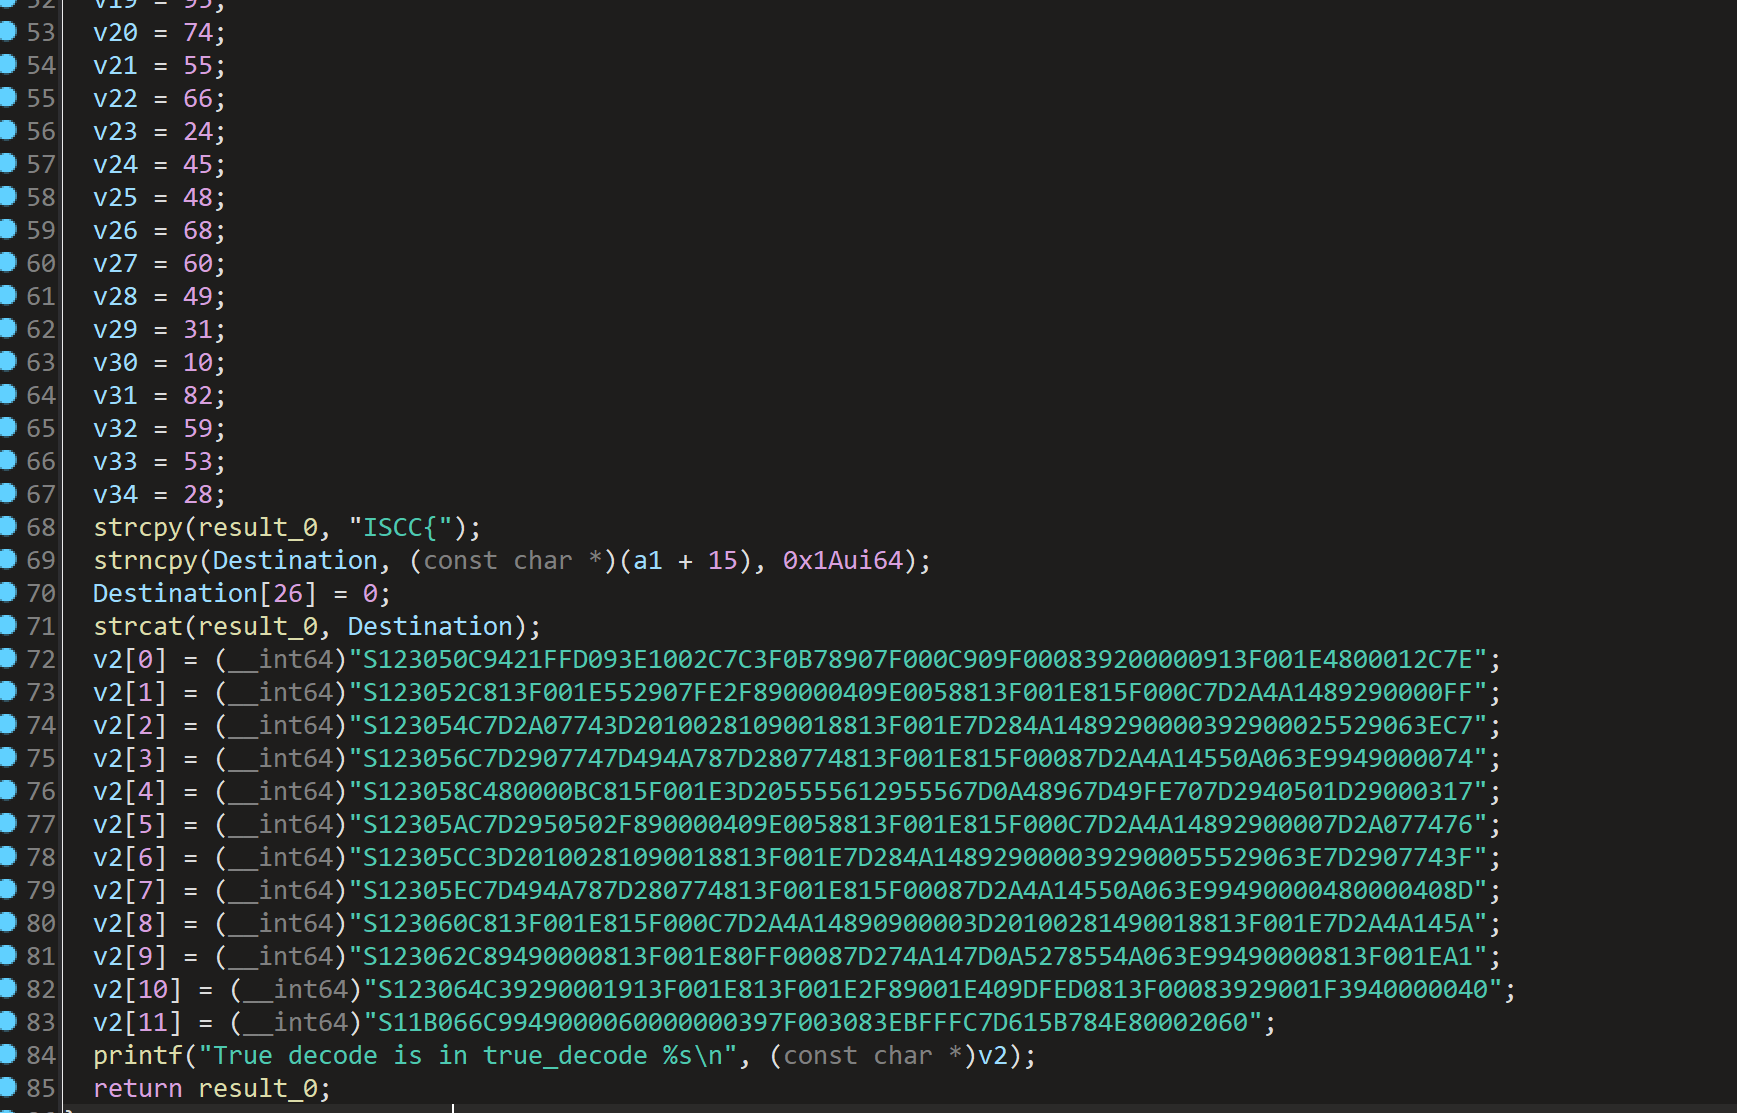 53 v20 = 74;
54 v21 = 55;
55 v22 = 66;
56 v23 = 24;
57 v24 = 45;
58 v25 = 48;
59 v26 = 68;
60 v27 = 60;
61 v28 = 49;
62 v29 = 31;
63 v30 = 10;
64 v31 = 82;
65 v32 = 59;
66 v33 = 53;
67 v34 = 28;
68 strcpy(result_0, "ISCC{");
69 strncpy(Destination, (const char *)(a1 + 15), 0x1Aui64);
70 Destination[26] = 0;
71 strcat(result_0, Destination);
72 v2[0] = (__int64)"S123050C9421FFD093E1002C7C3F0B78907F000C909F000839200000913F001E4800012C7E";
73 v2[1] = (__int64)"S123052C813F001E552907FE2F890000409E0058813F001E815F000C7D2A4A1489290000FF";
74 v2[2] = (__int64)"S123054C7D2A07743D20100281090018813F001E7D284A1489290000392900025529063EC7";
75 v2[3] = (__int64)"S123056C7D2907747D494A787D280774813F001E815F00087D2A4A14550A063E9949000074";
76 v2[4] = (__int64)"S123058C480000BC815F001E3D205555612955567D0A48967D49FE707D2940501D29000317";
77 v2[5] = (__int64)"S12305AC7D2950502F890000409E0058813F001E815F000C7D2A4A14892900007D2A077476";
78 v2[6] = (__int64)"S12305CC3D20100281090018813F001E7D284A1489290000392900055529063E7D2907743F";
79 v2[7] = (__int64)"S12305EC7D494A787D280774813F001E815F00087D2A4A14550A063E99490000480000408D";
80 v2[8] = (__int64)"S123060C813F001E815F000C7D2A4A14890900003D20100281490018813F001E7D2A4A145A";
81 v2[9] = (__int64)"S123062C89490000813F001E80FF00087D274A147D0A5278554A063E99490000813F001EA1";
82 v2[10] = (__int64)"S123064C39290001913F001E813F001E2F89001E409DFED0813F00083929001F3940000040";
83 v2[11] = (__int64)"S11B066C9949000060000000397F003083EBFFFC7D615B784E80002060";
84 printf("True decode is in true_decode %s\n", (const char *)v2);
85 return result_0;